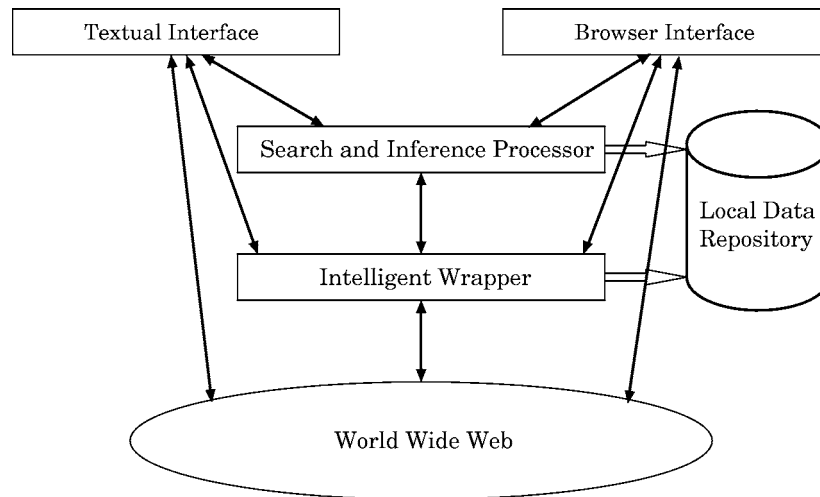 Textual Interface
Browser Interface
Search and Inference Processor
Local Data
Repository
Intelligent Wrapper
World Wide Web